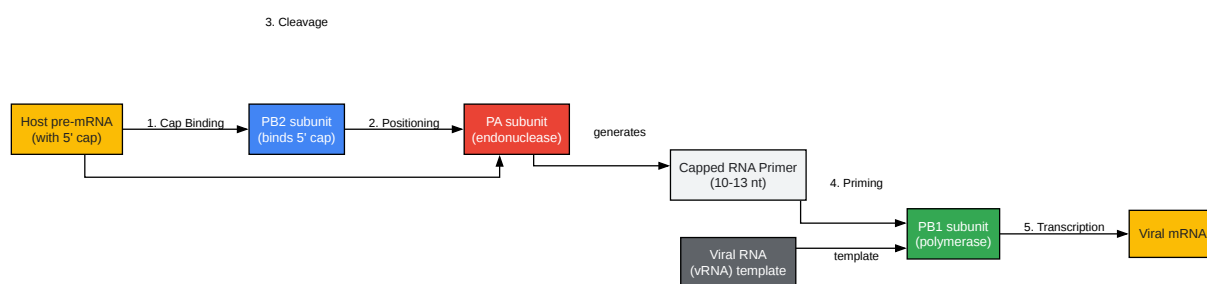 3. Cleavage
Host pre-mRNA
(with 5' cap)
1. Cap Binding
PB2 subunit
(binds 5' cap)
2. Positioning
PA subunit
(endonuclease)
generates
Capped RNA Primer
(10-13 nt)
4. Priming
PB1 subunit
(polymerase)
5. Transcription
Viral mRNA
Viral RNA
(vRNA) template
template